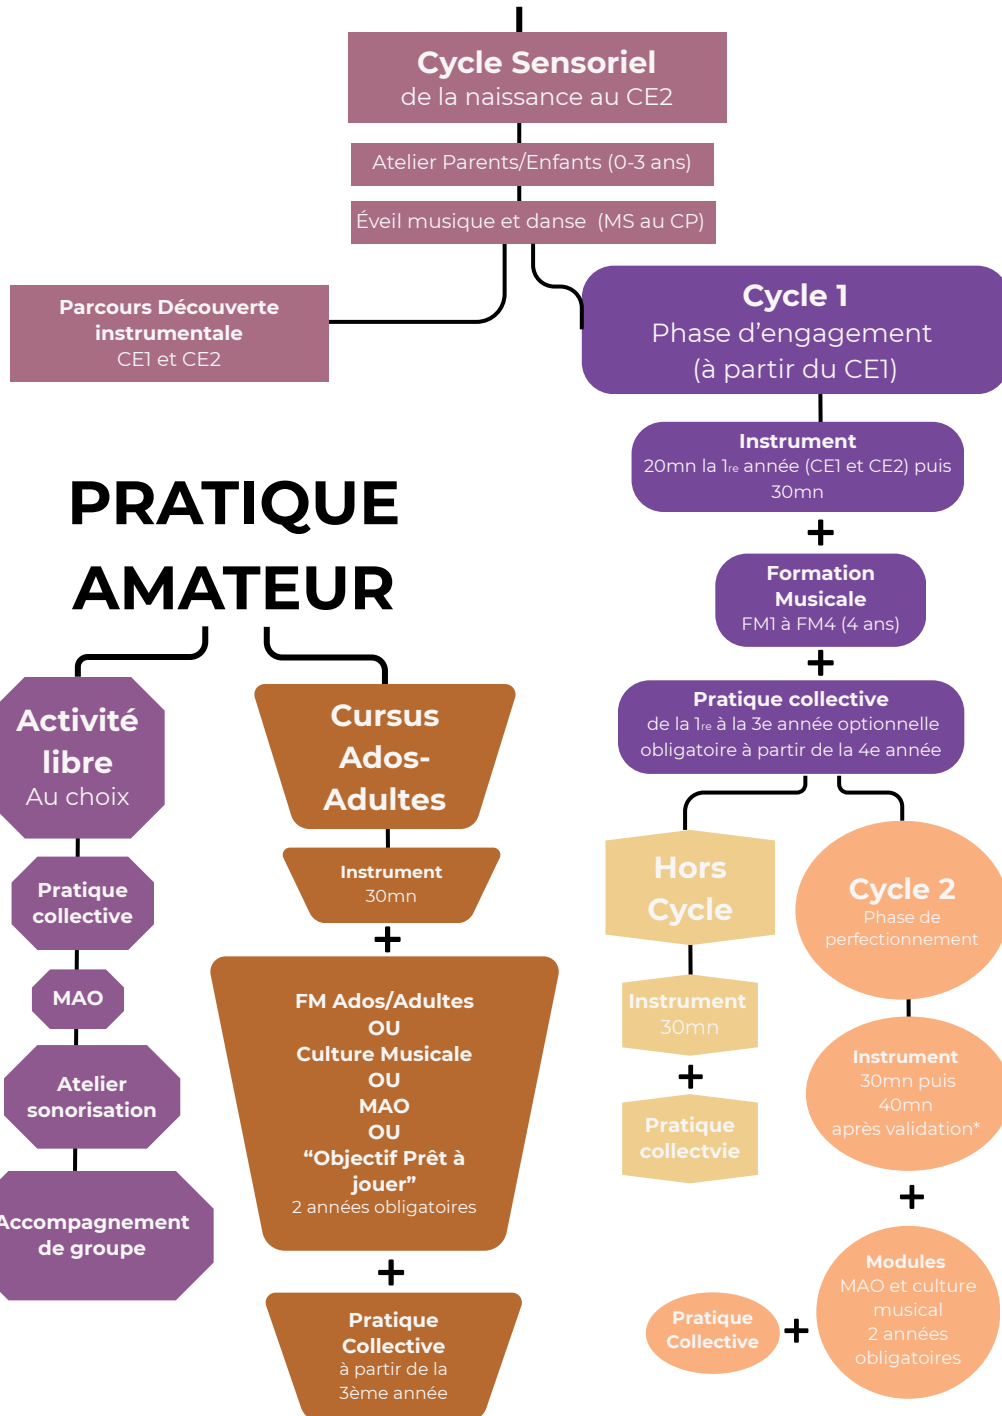 Cycle Sensoriel
de la naissance au CE2
Atelier Parents/Enfants (0-3 ans)
Éveil musique et danse (MS au CP)
Parcours Découverte
instrumentale
CE1 et CE2
Cycle 1
Phase d’engagement
(à partir du CE1)
Instrument
20mn la 1re année (CE1 et CE2) puis
30mn
+
Formation
Musicale
FM1 à FM4 (4 ans)
+
Pratique collective
de la 1re à la 3e année optionnelle
obligatoire à partir de la 4e année
PRATIQUE
AMATEUR
Activité
libre
Au choix
Pratique
collective
MAO
Atelier
sonorisation
Accompagnement
de groupe
Cursus
Ados-
Adultes
Instrument
30mn
+
FM Ados/Adultes
OU
Culture Musicale
OU
MAO
OU
“Objectif Prêt à
jouer”
2 années obligatoires
+
Pratique
Collective
à partir de la
3ème année
Hors
Cycle
Instrument
30mn
+
Pratique
collectvie
Cycle 2
Phase de
perfectionnement
Instrument
30mn puis
40mn
après validation*
+
Modules
MAO et culture
musical
2 années
obligatoires
+
Pratique
Collective